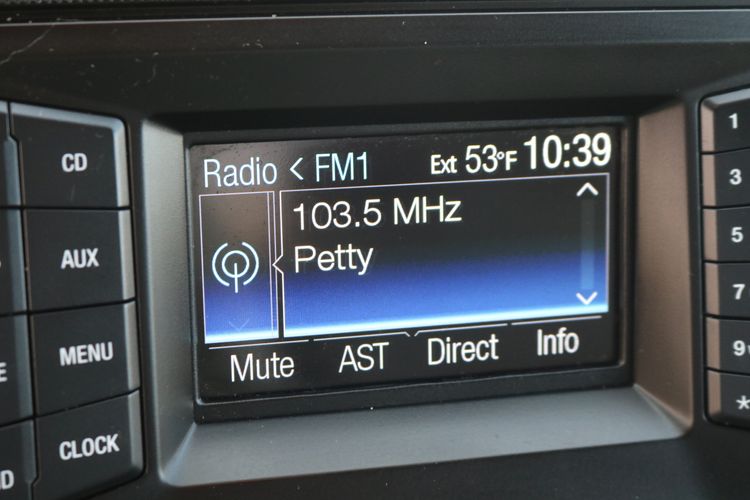 Radio < FM1 Ext 53°F 10:39
103.5 MHz
Petty
Mute AST Direct Info
CD
AUX
MENU
CLOCK
E
D
1
3
5
7
9
*